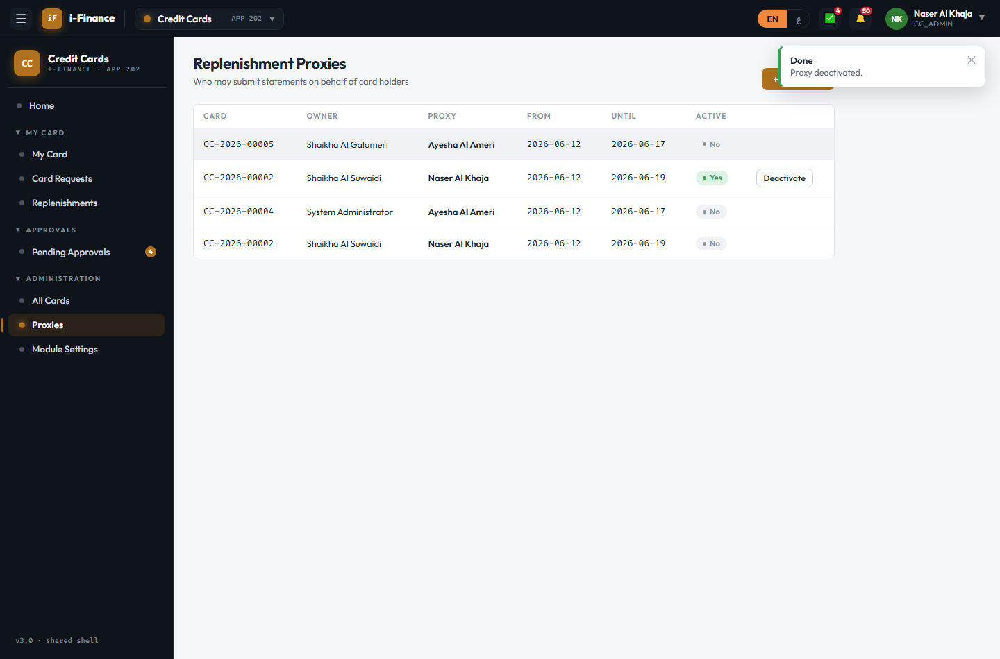 ☰ iF i-Finance Credit Cards APP 202 ▼ EN ع 4 50 NK Naser Al Khaja ▼
CC_ADMIN
CC Credit Cards
I-FINANCE · APP 202
Home
▼ MY CARD
My Card
Card Requests
Replenishments
▼ APPROVALS
Pending Approvals 4
▼ ADMINISTRATION
All Cards
Proxies
Module Settings
v3.0 · shared shell
Replenishment Proxies
Who may submit statements on behalf of card holders
+
Done
Proxy deactivated.
CARD OWNER PROXY FROM UNTIL ACTIVE
CC-2026-00005 Shaikha Al Galameri Ayesha Al Ameri 2026-06-12 2026-06-17 No
CC-2026-00002 Shaikha Al Suwaidi Naser Al Khaja 2026-06-12 2026-06-19 Yes Deactivate
CC-2026-00004 System Administrator Ayesha Al Ameri 2026-06-12 2026-06-17 No
CC-2026-00002 Shaikha Al Suwaidi Naser Al Khaja 2026-06-12 2026-06-19 No